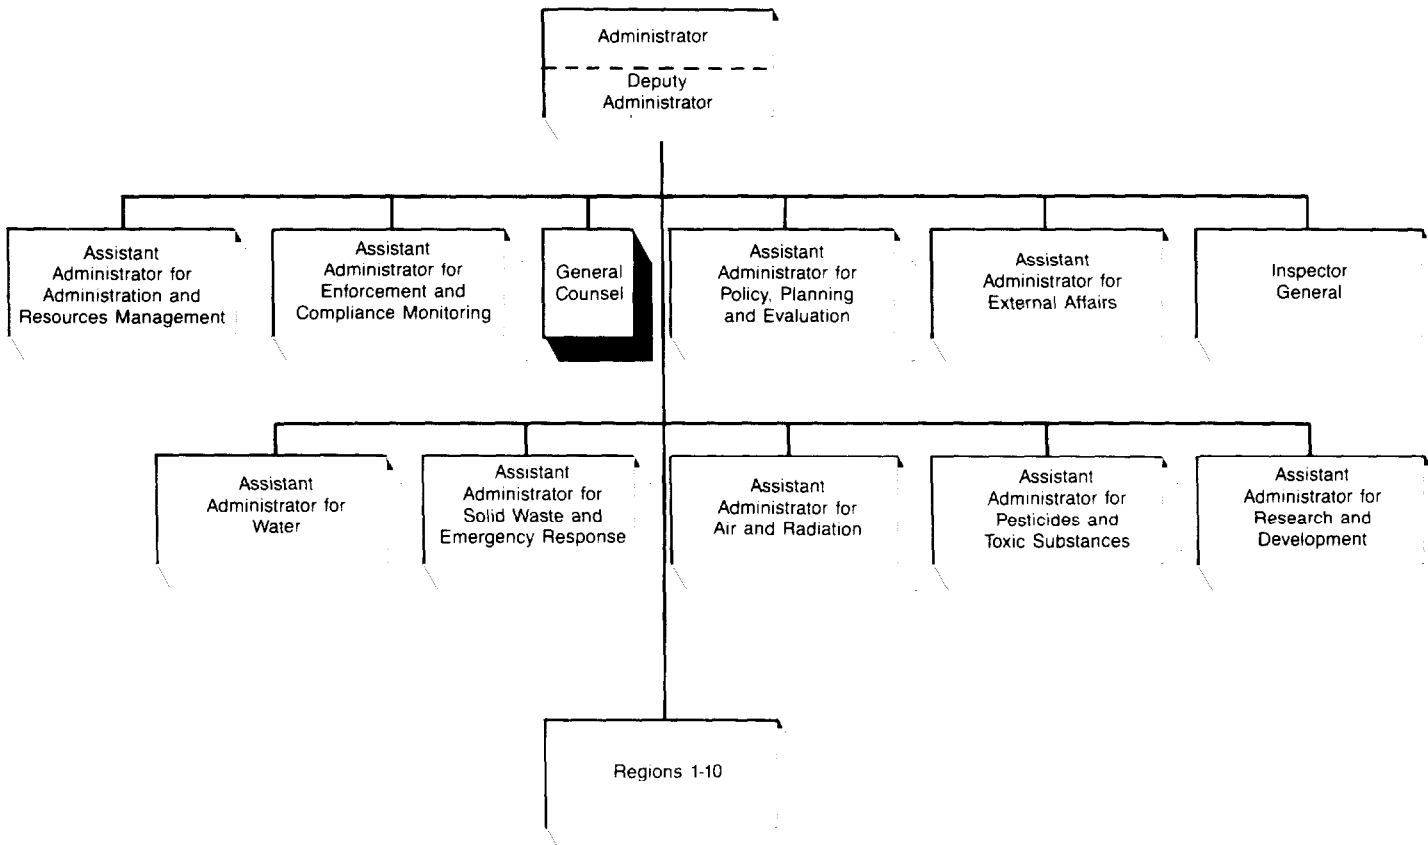 Administrator
Deputy
Administrator
Assistant
Administrator for
Administration and
Resources Management
Assistant
Administrator for
Enforcement and
Compliance Monitoring
General
Counsel
Assistant
Administrator for
Policy, Planning
and Evaluation
Assistant
Administrator for
External Affairs
Inspector
General
Assistant
Administrator for
Water
Assistant
Administrator for
Solid Waste and
Emergency Response
Assistant
Administrator for
Air and Radiation
Assistant
Administrator for
Pesticides and
Toxic Substances
Assistant
Administrator for
Research and
Development
Regions 1-10